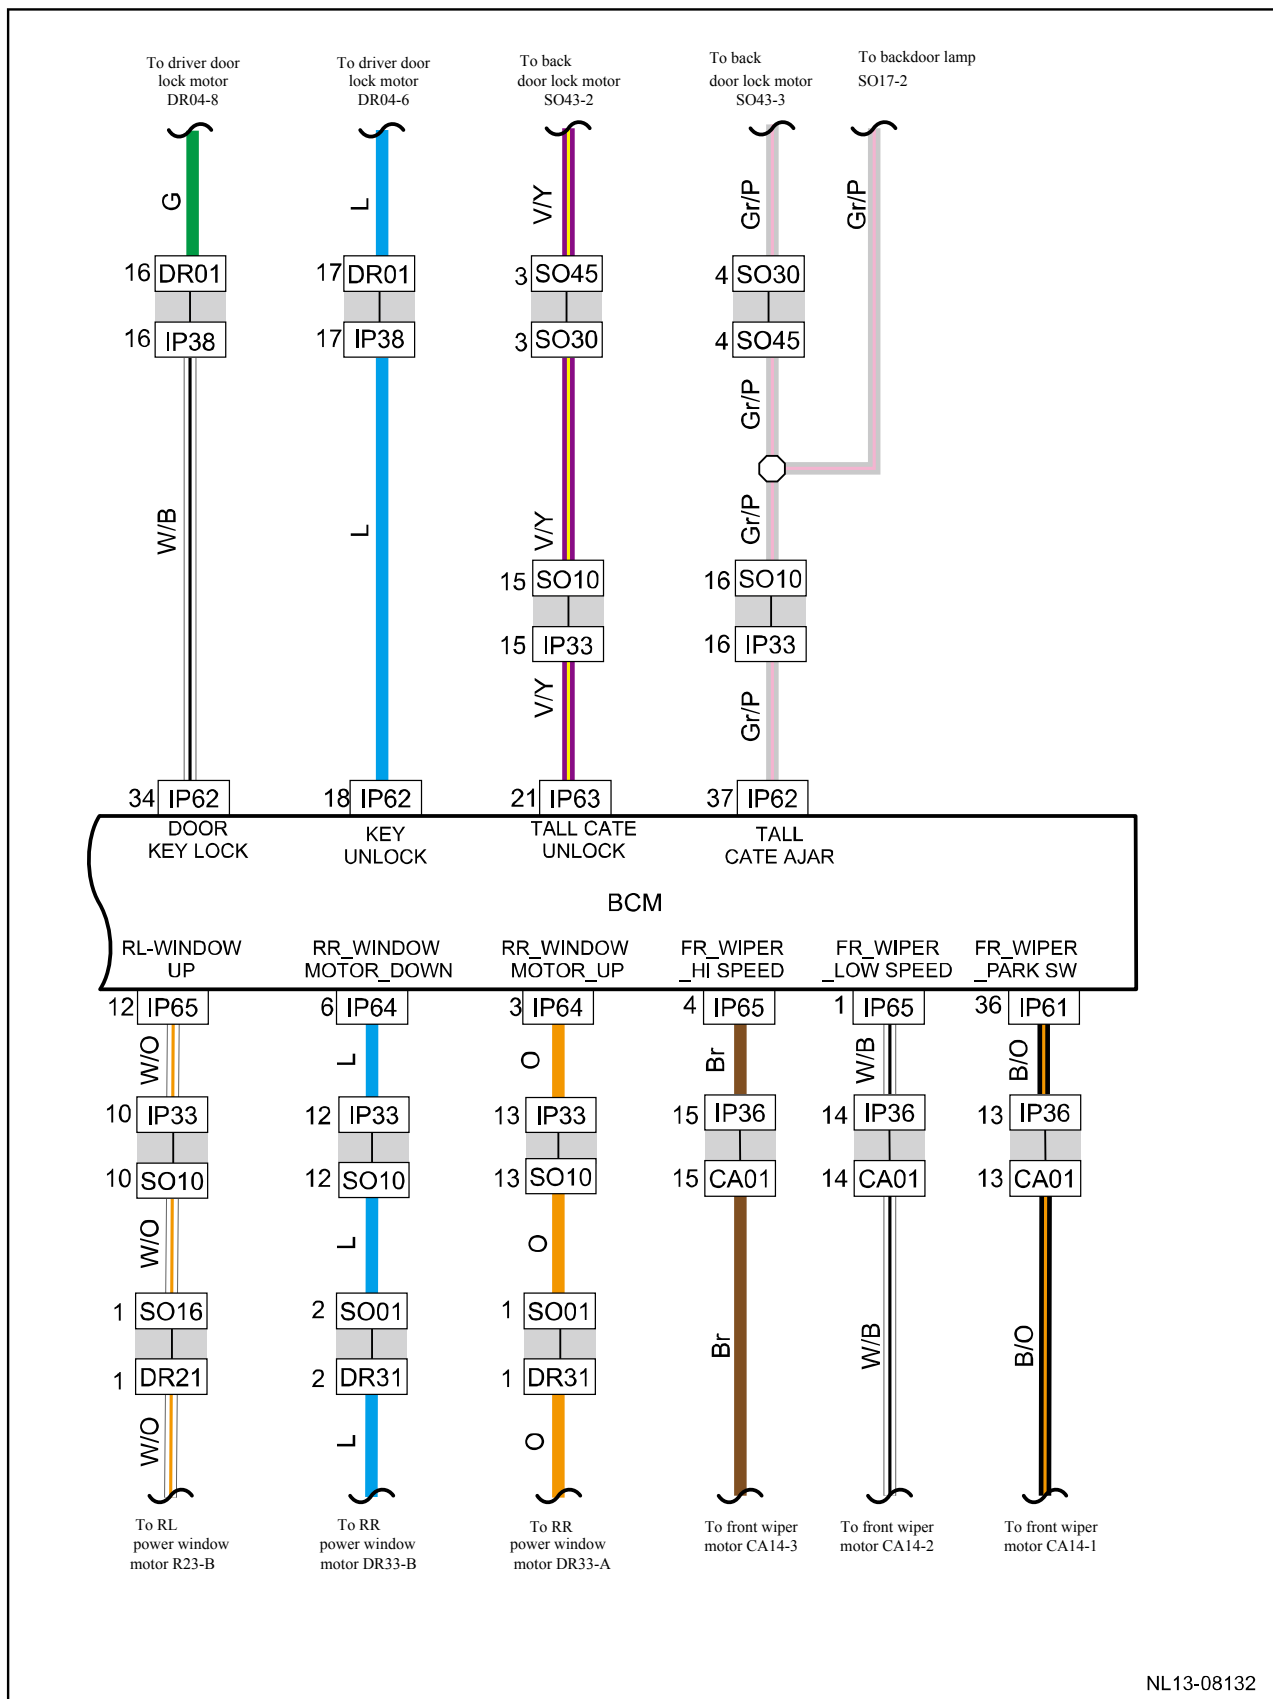 To driver door
lock motor
DR04-8
To driver door
lock motor
DR04-6
To back
door lock motor
SO43-2
To back
door lock motor
SO43-3
To backdoor lamp
SO17-2
G
L
V/Y
Gr/P
Gr/P
16 DR01
17 DR01
3 SO45
4 SO30
16 IP38
17 IP38
3 SO30
4 SO45
Gr/P
W/B
L
V/Y
Gr/P
15 SO10
16 SO10
15 IP33
16 IP33
V/Y
Gr/P
34 IP62
18 IP62
21 IP63
37 IP62
DOOR
KEY LOCK
KEY
UNLOCK
TALL CATE
UNLOCK
TALL
CATE AJAR
BCM
RL-WINDOW
UP
RR_WINDOW
MOTOR_DOWN
RR_WINDOW
MOTOR_UP
FR_WIPER
_HI SPEED
FR_WIPER
_LOW SPEED
FR_WIPER
_PARK SW
12 IP65
6 IP64
3 IP64
4 IP65
1 IP65
36 IP61
W/O
L
O
Br
W/B
B/O
10 IP33
12 IP33
13 IP33
15 IP36
14 IP36
13 IP36
10 SO10
12 SO10
13 SO10
15 CA01
14 CA01
13 CA01
W/O
L
O
1 SO16
2 SO01
1 SO01
Br
W/B
B/O
1 DR21
2 DR31
1 DR31
W/O
L
O
To RL
power window
motor R23-B
To RR
power window
motor DR33-B
To RR
power window
motor DR33-A
To front wiper
motor CA14-3
To front wiper
motor CA14-2
To front wiper
motor CA14-1
NL13-08132